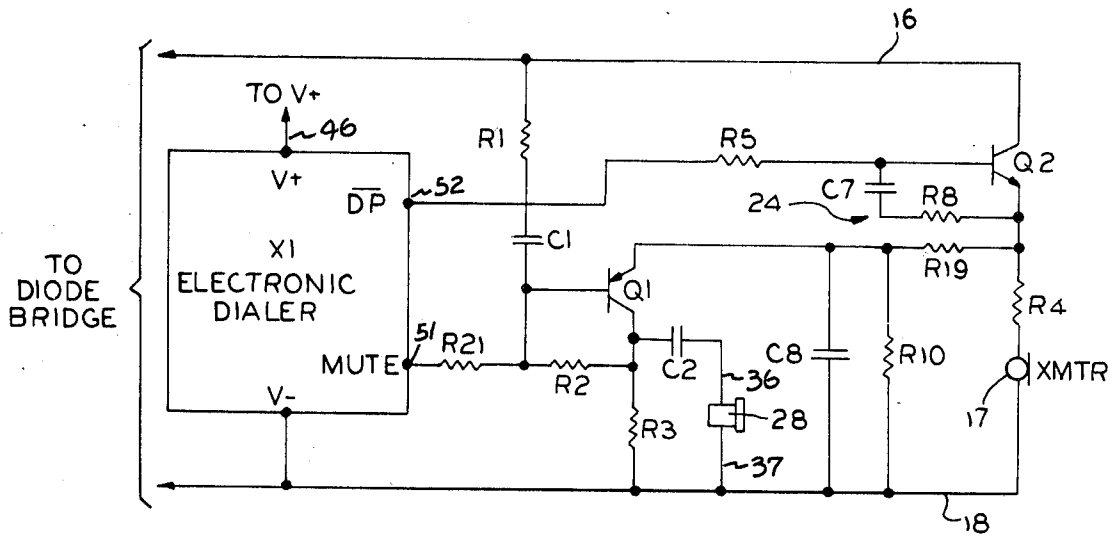 16
TO V+
46
R1
R5
Q2
V+
DP
52
C7
R8
24
C1
TO
DIODE
BRIDGE
X1
ELECTRONIC
DIALER
Q1
R19
R4
51
MUTE
R21
R2
C2
C8
R10
XMTR
36
17
V-
R3
28
37
18